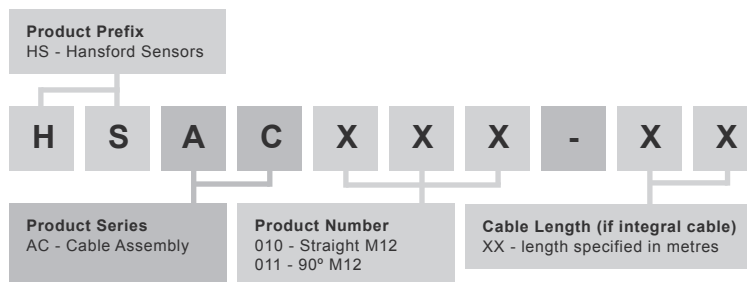 Product Prefix
HS - Hansford Sensors
H S A C X X X - X X
Product Series
AC - Cable Assembly
Product Number
010 - Straight M12
011 - 90º M12
Cable Length (if integral cable)
XX - length specified in metres